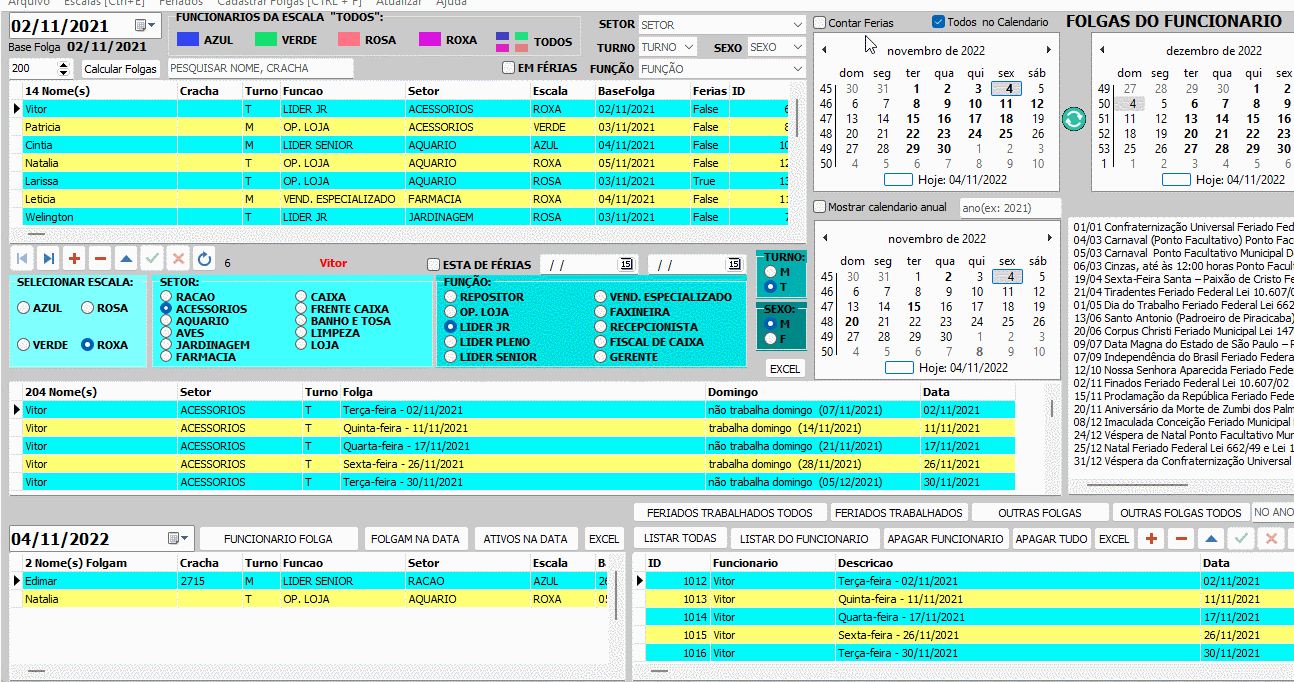 Arquivo Escalas [Ctrl+E] Feriados Cadastrar Folgas [CTRL + F] Atualizar Ajuda
02/11/2021
FUNCIONARIOS DA ESCALA "TODOS":
AZUL VERDE ROSA ROXA TODOS
Base Folga 02/11/2021
200 Calcular Folgas PESQUISAR NOME, CRACHA
EM FÉRIAS
SETOR SETOR
TURNO TURNO SEXO SEXO
FUNÇÃO FUNÇÃO
14 Nome(s) Cracha Turno Funcao Setor Escala BaseFolga Ferias ID
Vitor T LIDER JR ACESSORIOS ROXA 02/11/2021 False 6
Patricia M OP. LOJA ACESSORIOS VERDE 03/11/2021 False
Cintia M LIDER SENIOR AQUARIO AZUL 04/11/2021 False
Natalia T OP. LOJA AQUARIO ROXA 05/11/2021 False
Larissa T OP. LOJA AQUARIO ROSA 03/11/2021 True
Leticia M VEND. ESPECIALIZADO FARMACIA ROXA 04/11/2021 False
Welington T LIDER JR JARDINAGEM ROSA 03/11/2021 False
6 Vitor ESTA DE FÉRIAS / / 15 / / 15
SELECIONAR ESCALA:
AZUL ROSA
VERDE ROXA
SETOR:
RACAO CAIXA
ACESSORIOS FRENTE CAIXA
AQUARIO BANHO E TOSA
AVES LIMPEZA
JARDINAGEM LOJA
FARMACIA
FUNÇÃO:
REPOSITOR VEND. ESPECIALIZADO
OP. LOJA FAXINEIRA
LIDER JR RECEPCIONISTA
LIDER PLENO FISCAL DE CAIXA
LIDER SENIOR GERENTE
TURNO:
M
T
SEXO:
M
F
EXCEL
Contar Ferias Todos no Calendario FOLGAS DO FUNCIONARIO
novembro de 2022
dom seg ter qua qui sex sáb
45 30 31 1 2 3 4 5
46 6 7 8 9 10 11 12
47 13 14 15 16 17 18 19
48 20 21 22 23 24 25 26
49 27 28 29 30 1 2 3
50 4 5 6 7 8 9 10
Hoje: 04/11/2022
dezembro de 2022
dom seg ter qua qui sex
49 27 28 29 30 1 2
50 4 5 6 7 8 9
51 11 12 13 14 15 16
52 18 19 20 21 22 23
53 25 26 27 28 29 30
1 1 2 3 4 5 6
Hoje: 04/11/2022
Mostrar calendario anual ano(ex: 2021)
novembro de 2022
dom seg ter qua qui sex sáb
45 30 31 1 2 3 4 5
46 6 7 8 9 10 11 12
47 13 14 15 16 17 18 19
48 20 21 22 23 24 25 26
49 27 28 29 30 1 2 3
50 4 5 6 7 8 9 10
Hoje: 04/11/2022
01/01 Confraternização Universal Feriado Fed
04/03 Carnaval (Ponto Facultativo) Ponto Fac
05/03 Carnaval Ponto Facultativo Municipal D
06/03 Cinzas, até às 12:00 horas Ponto Facult
19/04 Sexta-Feira Santa – Paixão de Cristo Fe
21/04 Tiradentes Feriado Federal Lei 10.607/0
01/05 Dia do Trabalho Feriado Federal Lei 662
13/06 Santo Antonio (Padroeiro de Piracicaba)
20/06 Corpus Christi Feriado Municipal Lei 147
09/07 Data Magna do Estado de São Paulo –
07/09 Independência do Brasil Feriado Federa
12/10 Nossa Senhora Aparecida Feriado Fede
02/11 Finados Feriado Federal Lei 10.607/02
15/11 Proclamação da República Feriado Fede
20/11 Aniversário da Morte de Zumbi dos Palm
08/12 Imaculada Conceição Feriado Municipal
24/12 Véspera de Natal Ponto Facultativo Mun
25/12 Natal Feriado Federal Lei 662/49 e Lei 1
31/12 Véspera da Confraternização Universal
204 Nome(s) Setor Turno Folga Domingo Data
Vitor ACESSORIOS T Terça-feira - 02/11/2021 não trabalha domingo (07/11/2021) 02/11/2021
Vitor ACESSORIOS T Quinta-feira - 11/11/2021 trabalha domingo (14/11/2021) 11/11/2021
Vitor ACESSORIOS T Quarta-feira - 17/11/2021 não trabalha domingo (21/11/2021) 17/11/2021
Vitor ACESSORIOS T Sexta-feira - 26/11/2021 trabalha domingo (28/11/2021) 26/11/2021
Vitor ACESSORIOS T Terça-feira - 30/11/2021 não trabalha domingo (05/12/2021) 30/11/2021
FERIADOS TRABALHADOS TODOS FERIADOS TRABALHADOS OUTRAS FOLGAS OUTRAS FOLGAS TODOS NO ANO
04/11/2022 FUNCIONARIO FOLGA FOLGAM NA DATA ATIVOS NA DATA EXCEL
LISTAR TODAS LISTAR DO FUNCIONARIO APAGAR FUNCIONARIO APAGAR TUDO EXCEL
2 Nome(s) Folgam Cracha Turno Funcao Setor Escala B
Edimar 2715 M LIDER SENIOR RACAO AZUL 26
Natalia T OP. LOJA AQUARIO ROXA 05
ID Funcionario Descricao Data
1012 Vitor Terça-feira - 02/11/2021 02/11/2021
1013 Vitor Quinta-feira - 11/11/2021 11/11/2021
1014 Vitor Quarta-feira - 17/11/2021 17/11/2021
1015 Vitor Sexta-feira - 26/11/2021 26/11/2021
1016 Vitor Terça-feira - 30/11/2021 30/11/2021